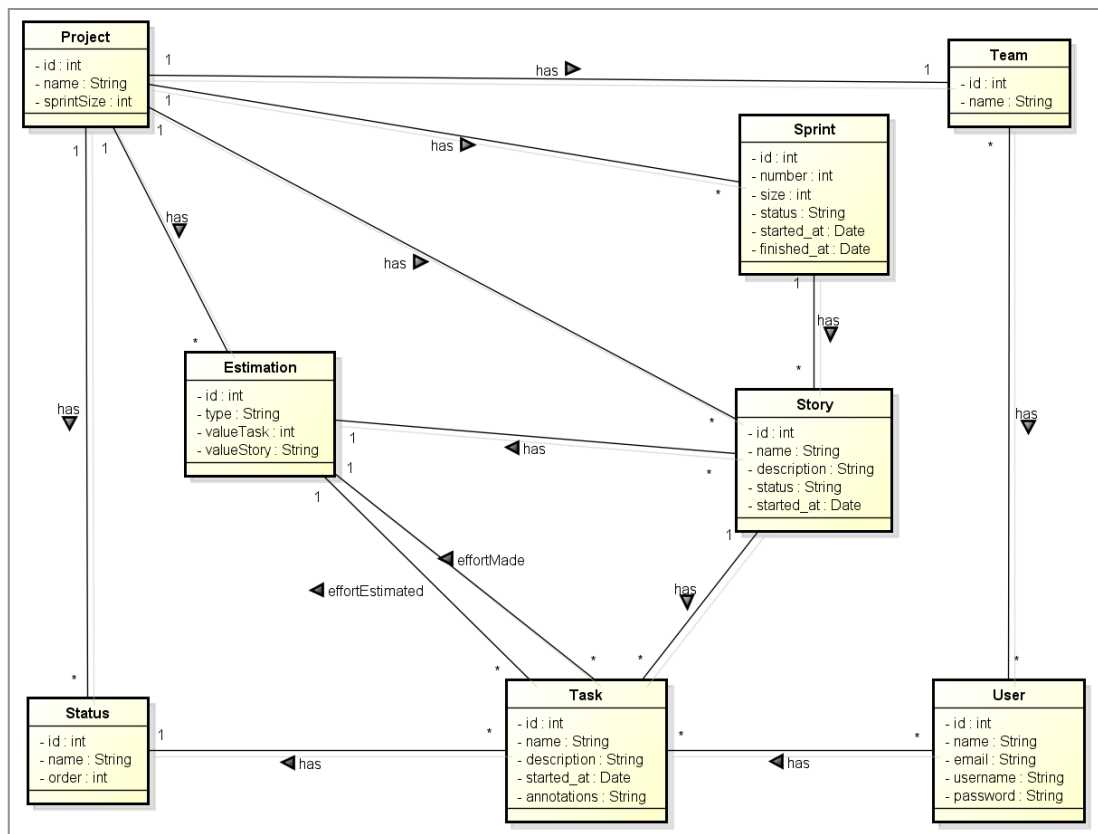 Project
- id : int
- name : String
- sprintSize : int
Team
- id : int
- name : String
1
has
1
1
has
*
1
has
*
Sprint
- id : int
- number : int
- size : int
- status : String
- started_at : Date
- finished_at : Date
*
has
*
1
has
*
1
has
*
1
has
*
Estimation
- id : int
- type : String
- valueTask : int
- valueStory : String
Story
- id : int
- name : String
- description : String
- status : String
- started_at : Date
1
has
*
1
1
effortMade
effortEstimated
*
*
1
has
*
Status
- id : int
- name : String
- order : int
1
has
*
Task
- id : int
- name : String
- description : String
- started_at : Date
- annotations : String
*
has
*
User
- id : int
- name : String
- email : String
- username : String
- password : String